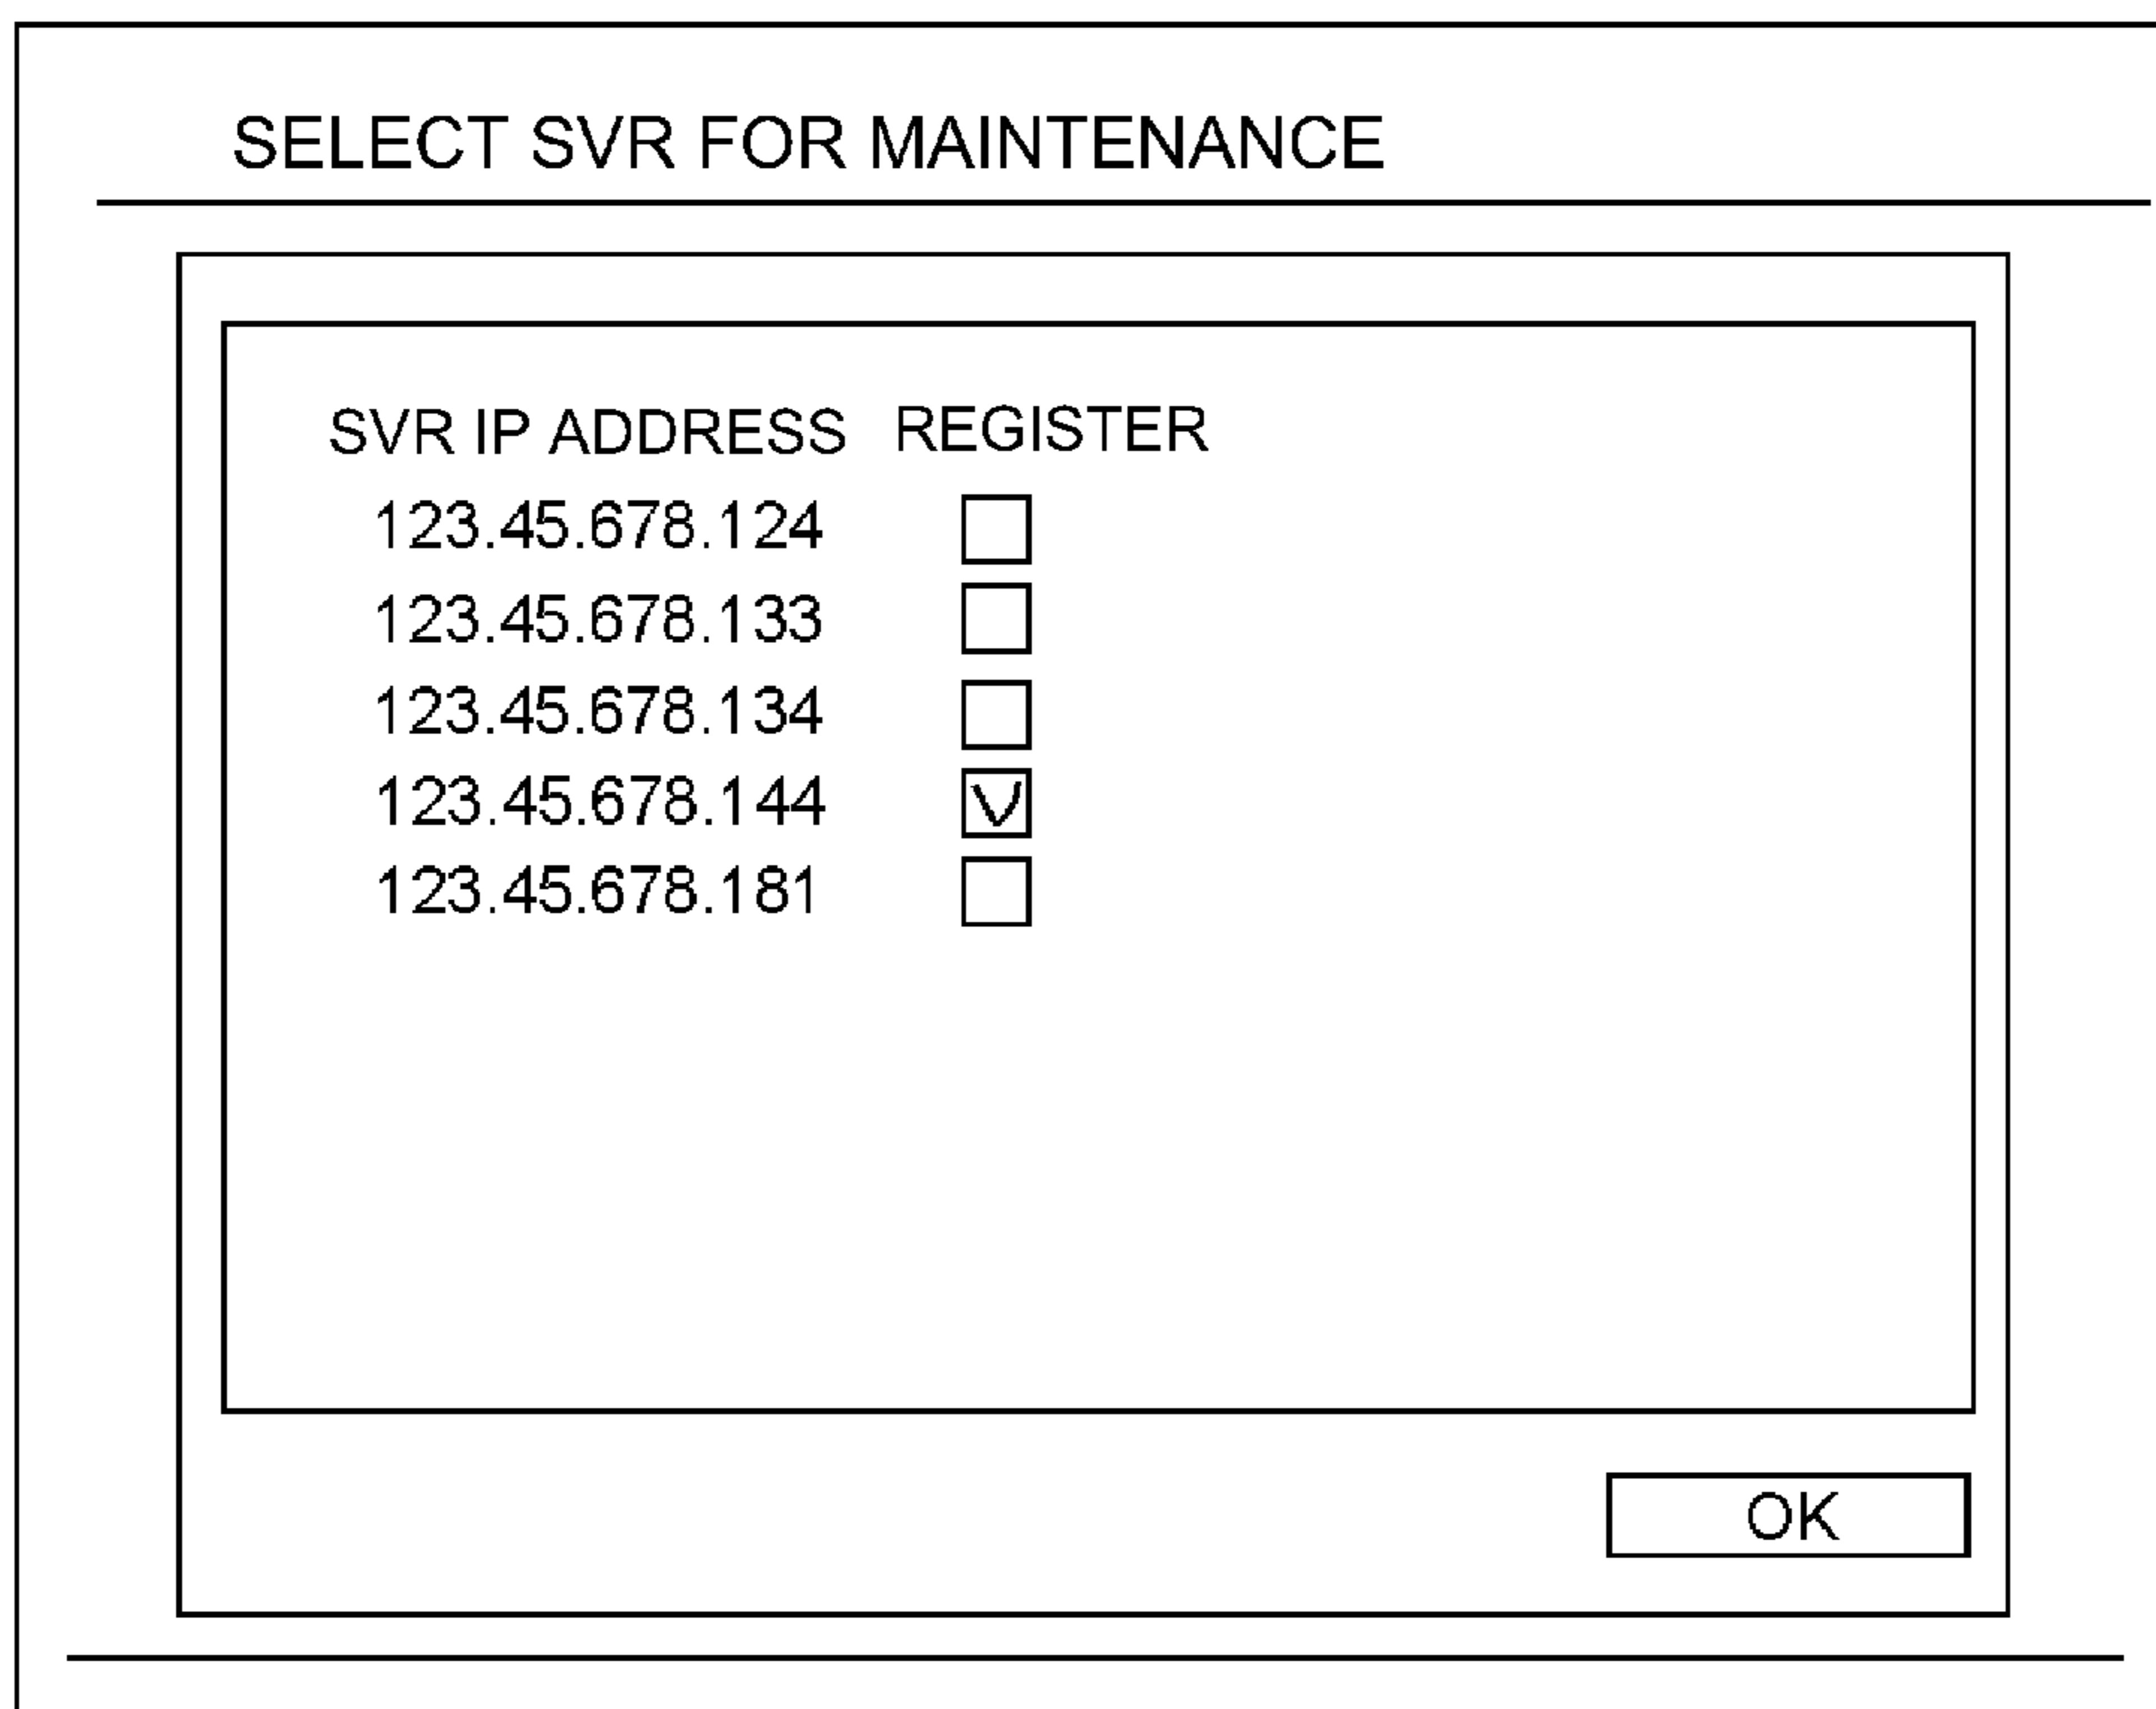 SELECT SVR FOR MAINTENANCE
SVR IP ADDRESS REGISTER
123.45.678.124
123.45.678.133
123.45.678.134
123.45.678.144
123.45.678.181
OK